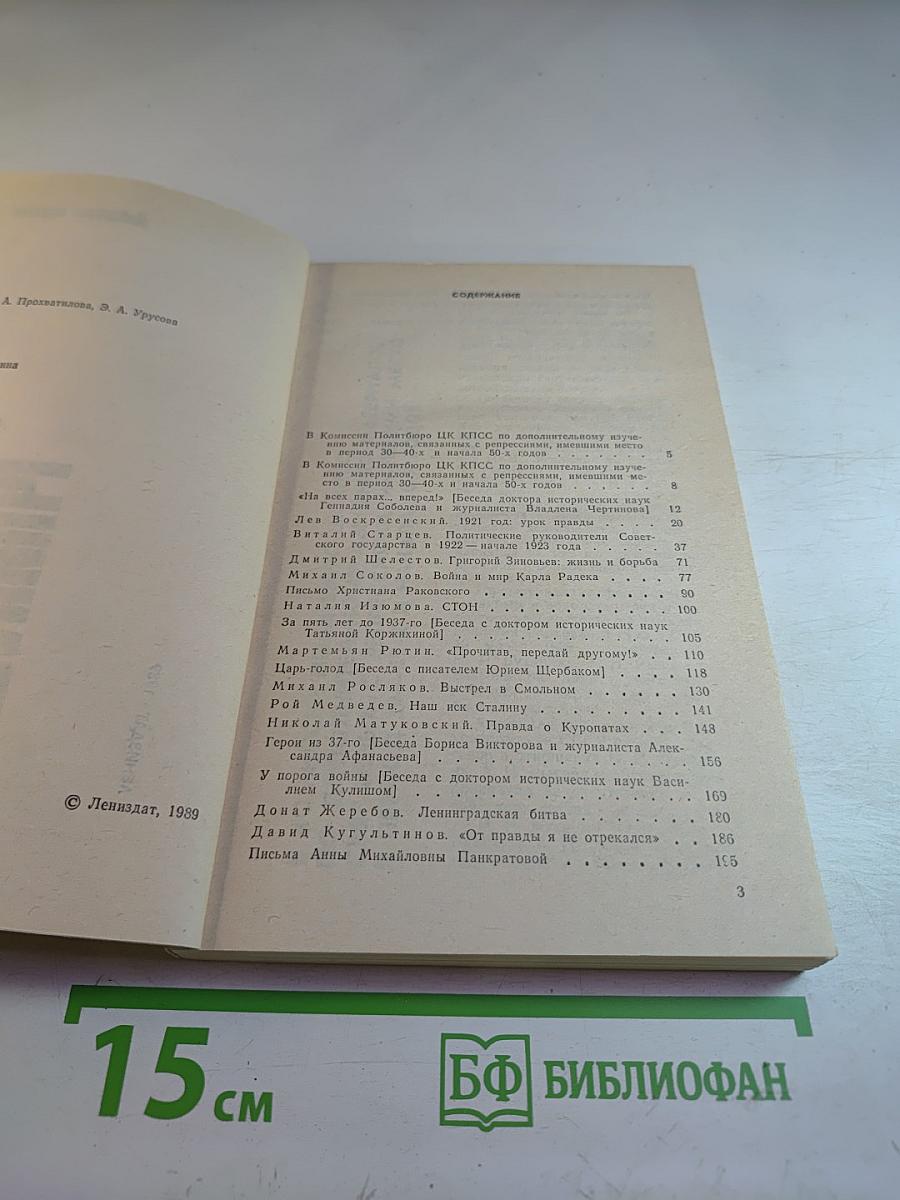 А. Прохватилова, Э. А. Урусова
© Лениздат, 1989
СОДЕРЖАНИЕ
В Комиссии Политбюро ЦК КПСС по дополнительному изуче-
нию материалов, связанных с репрессиями, имевшими место
в период 30—40-х и начала 50-х годов . . . . . . . 5
В Комиссии Политбюро ЦК КПСС по дополнительному изуче-
нию материалов, связанных с репрессиями, имевшими ме-
сто в период 30—40-х и начала 50-х годов . . . . . . 8
«На всех парах... вперед!» [Беседа доктора исторических наук
Геннадия Соболева и журналиста Владлена Чертинова] 12
Лев Воскресенский. 1921 год: урок правды . . . . 20
Виталий Старцев. Политические руководители Совет-
ского государства в 1922 — начале 1923 года . . . . . 37
Дмитрий Шелестов. Григорий Зиновьев: жизнь и борьба 71
Михаил Соколов. Война и мир Карла Радека . . . . 77
Письмо Христиана Раковского . . . . . . . . . . . . 90
Наталия Изюмова. СТОН . . . . . . . . . . . . 100
За пять лет до 1937-го [Беседа с доктором исторических наук
Татьяной Коржихиной] . . . . . . . . . . . . . . 105
Мартемьян Рютин. «Прочитав, передай другому!» . . 110
Царь-голод [Беседа с писателем Юрием Щербаком] . . . . 118
Михаил Росляков. Выстрел в Смольном . . . . . . 130
Рой Медведев. Наш иск Сталину . . . . . . . . . 141
Николай Матуковский. Правда о Куропатах . . . 148
Герои из 37-го [Беседа Бориса Викторова и журналиста Алек-
сандра Афанасьева] . . . . . . . . . . . . . . 156
У порога войны [Беседа с доктором исторических наук Васи-
лием Кулишом] . . . . . . . . . . . . . . . 169
Донат Жеребов. Ленинградская битва . . . . . . . 180
Давид Кугультинов. «От правды я не отрекался» . . 186
Письма Анны Михайловны Панкратовой . . . . . . . . 195
3
15 см
БФ БИБЛИОФАН